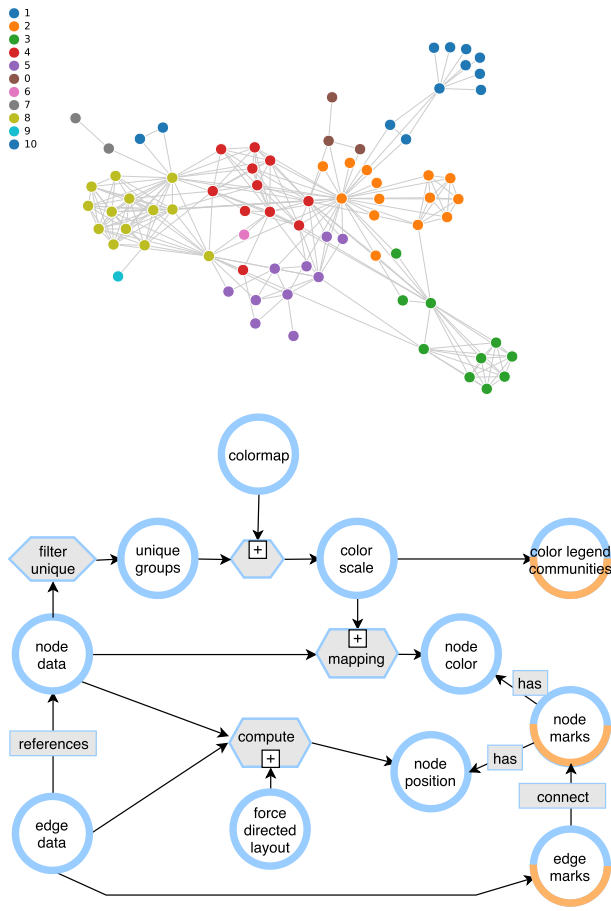 1
2
3
4
5
0
6
7
8
9
10
colormap
filter
unique
unique
groups
+
color
scale
color legend
communities
node
data
+
mapping
node
color
has
node
marks
references
compute
+
node
position
has
connect
edge
data
force
directed
layout
edge
marks